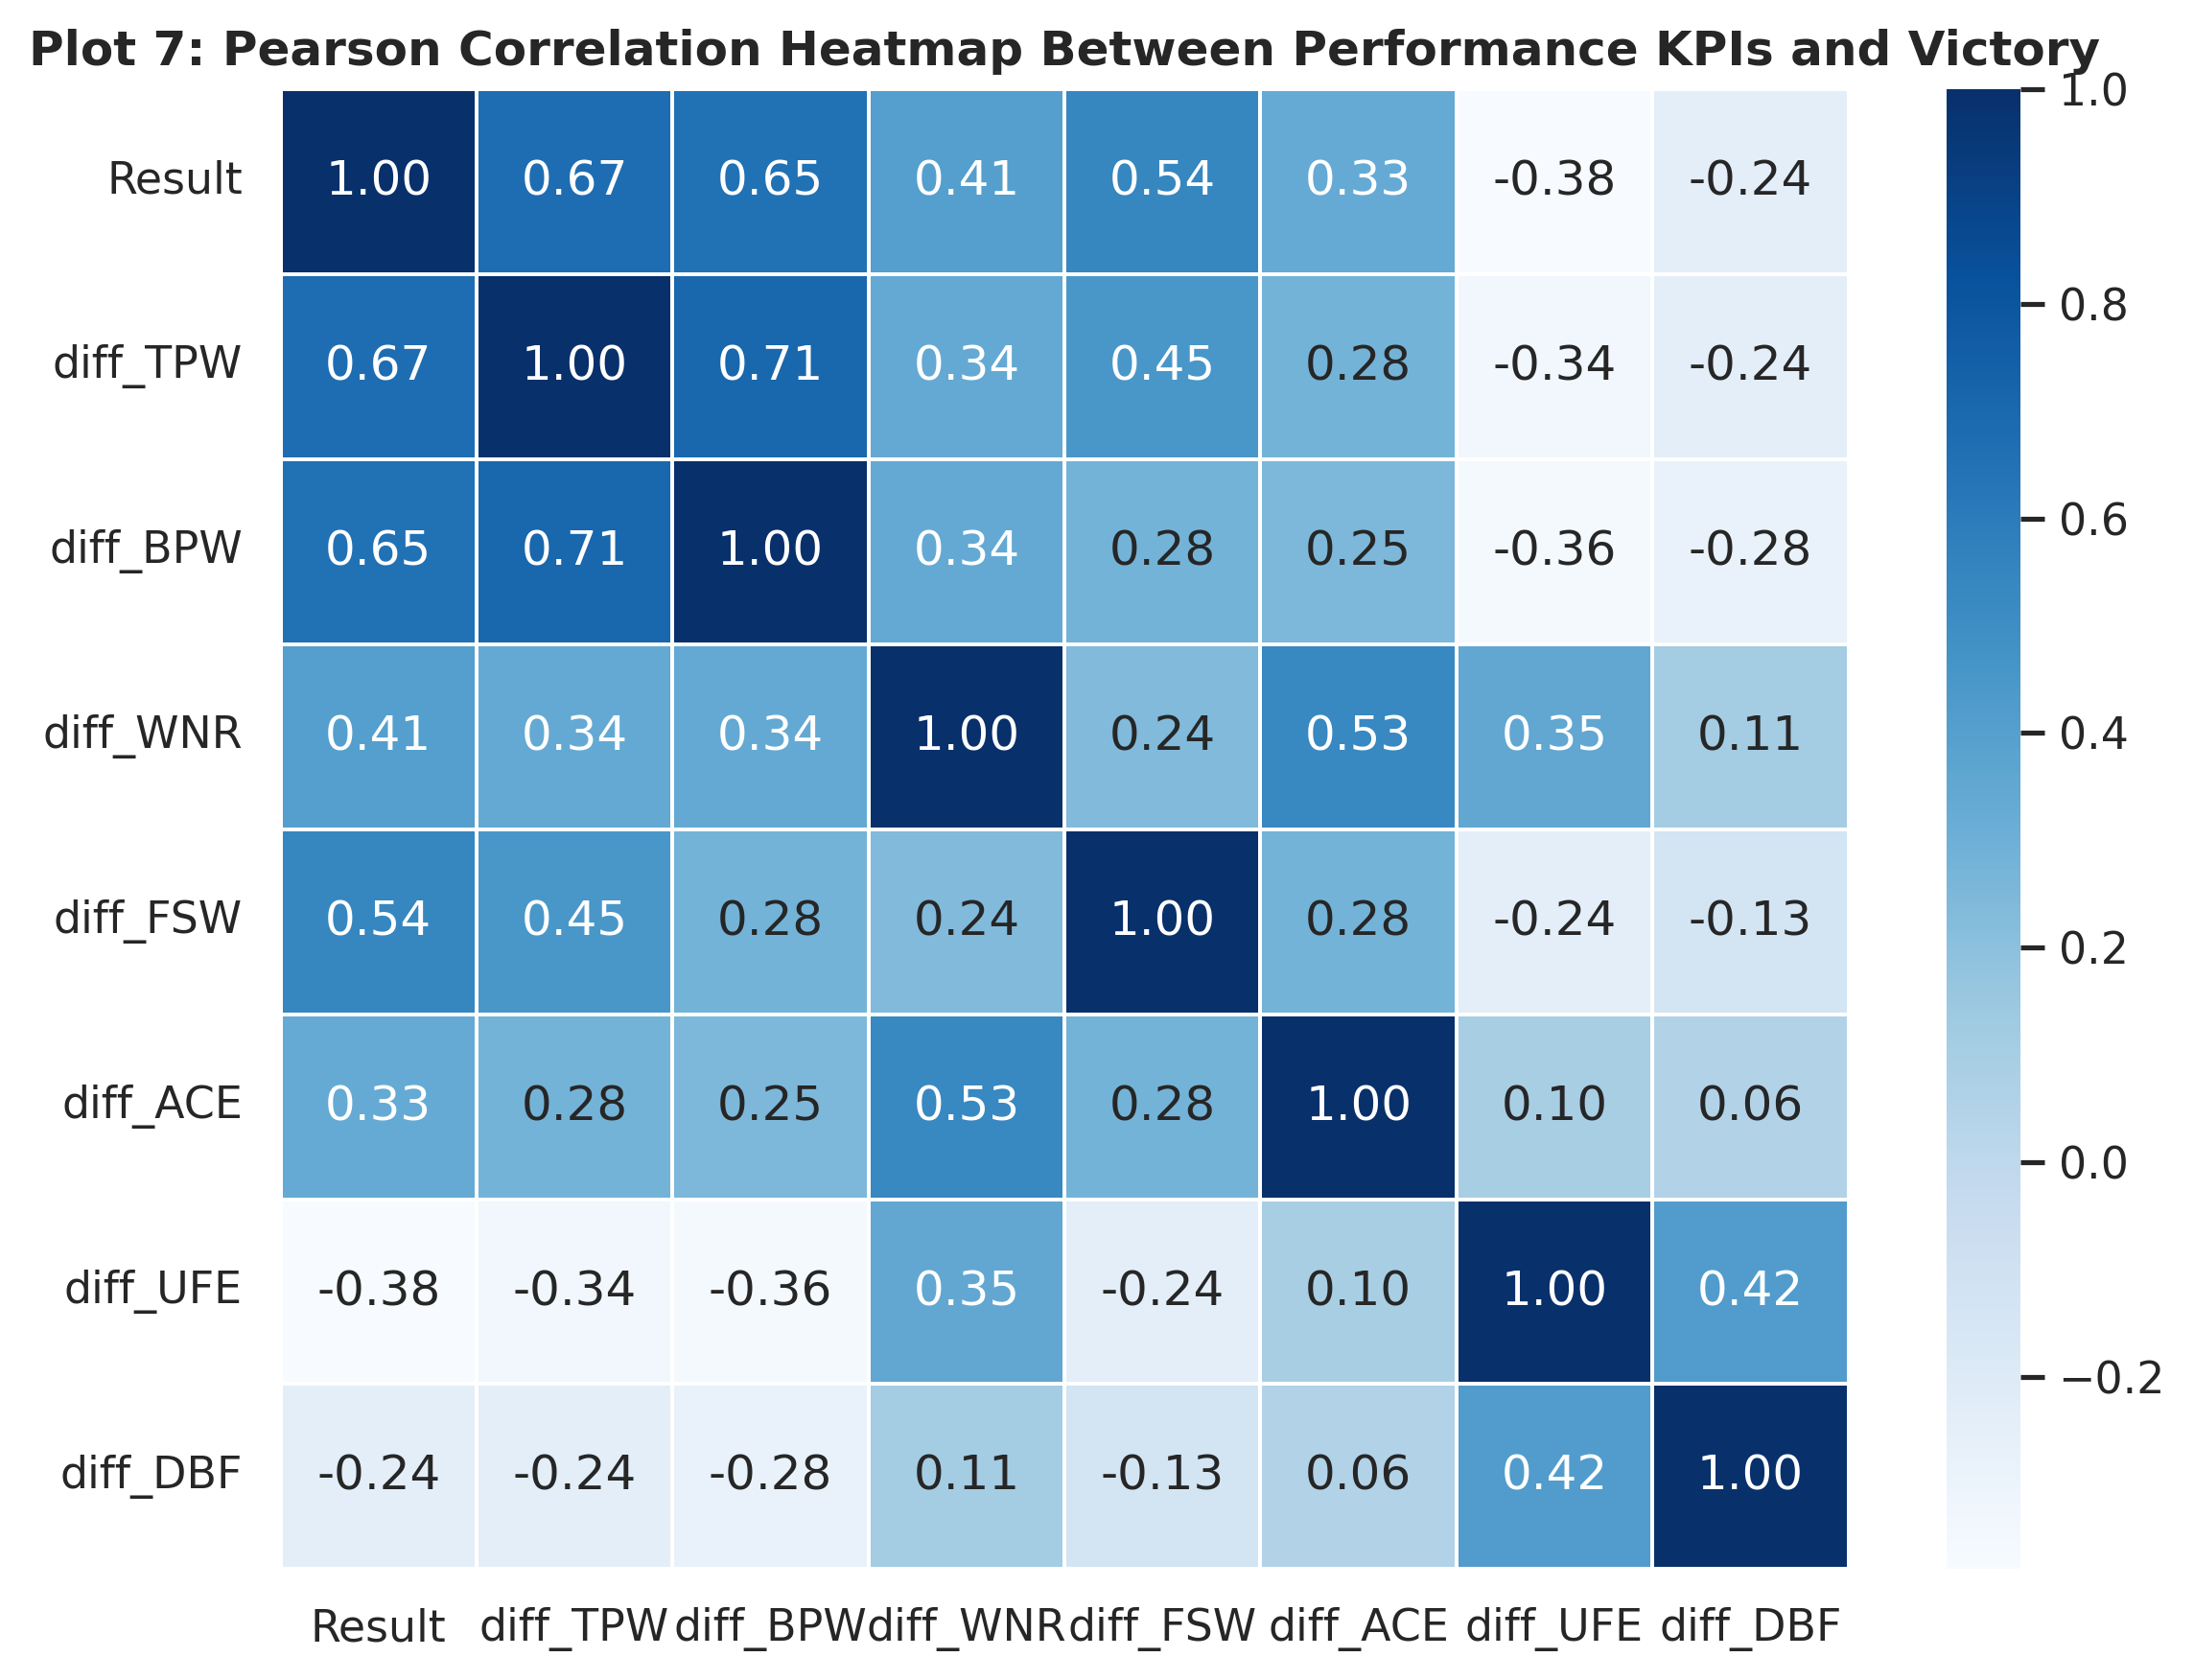 Plot 7: Pearson Correlation Heatmap Between Performance KPIs and Victory
Result 1.00 0.67 0.65 0.41 0.54 0.33 -0.38 -0.24
diff_TPW 0.67 1.00 0.71 0.34 0.45 0.28 -0.34 -0.24
diff_BPW 0.65 0.71 1.00 0.34 0.28 0.25 -0.36 -0.28
diff_WNR 0.41 0.34 0.34 1.00 0.24 0.53 0.35 0.11
diff_FSW 0.54 0.45 0.28 0.24 1.00 0.28 -0.24 -0.13
diff_ACE 0.33 0.28 0.25 0.53 0.28 1.00 0.10 0.06
diff_UFE -0.38 -0.34 -0.36 0.35 -0.24 0.10 1.00 0.42
diff_DBF -0.24 -0.24 -0.28 0.11 -0.13 0.06 0.42 1.00
Result diff_TPW diff_BPW diff_WNR diff_FSW diff_ACE diff_UFE diff_DBF
1.0
0.8
0.6
0.4
0.2
0.0
−0.2